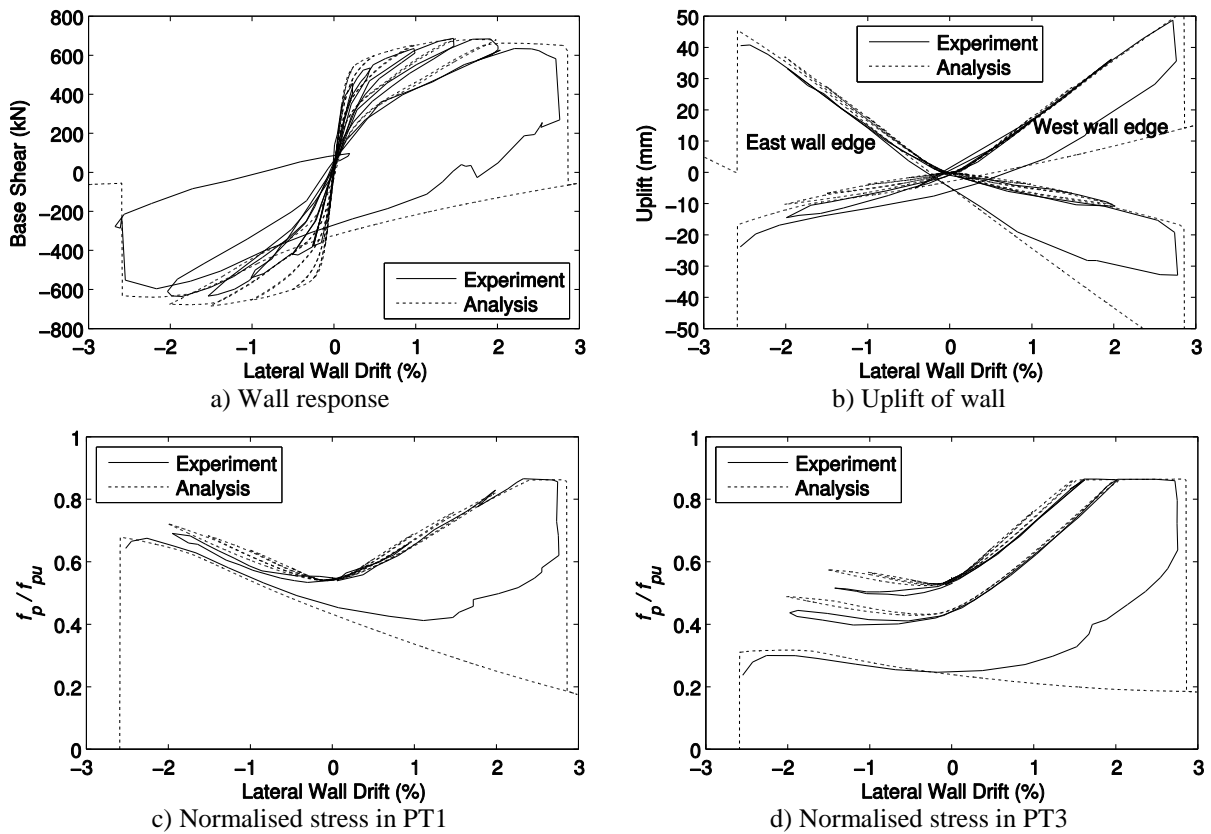 800
600
400
200
0
−200
−400
−600
−800
Base Shear (kN)
Experiment
Analysis
−3 −2 −1 0 1 2 3
Lateral Wall Drift (%)
a) Wall response
50
40
30
20
10
0
−10
−20
−30
−40
−50
Uplift (mm)
Experiment
Analysis
East wall edge
West wall edge
−3 −2 −1 0 1 2 3
Lateral Wall Drift (%)
b) Uplift of wall
1
0.8
0.6
0.4
0.2
0
f_p / f_pu
Experiment
Analysis
−3 −2 −1 0 1 2 3
Lateral Wall Drift (%)
c) Normalised stress in PT1
1
0.8
0.6
0.4
0.2
0
f_p / f_pu
Experiment
Analysis
−3 −2 −1 0 1 2 3
Lateral Wall Drift (%)
d) Normalised stress in PT3